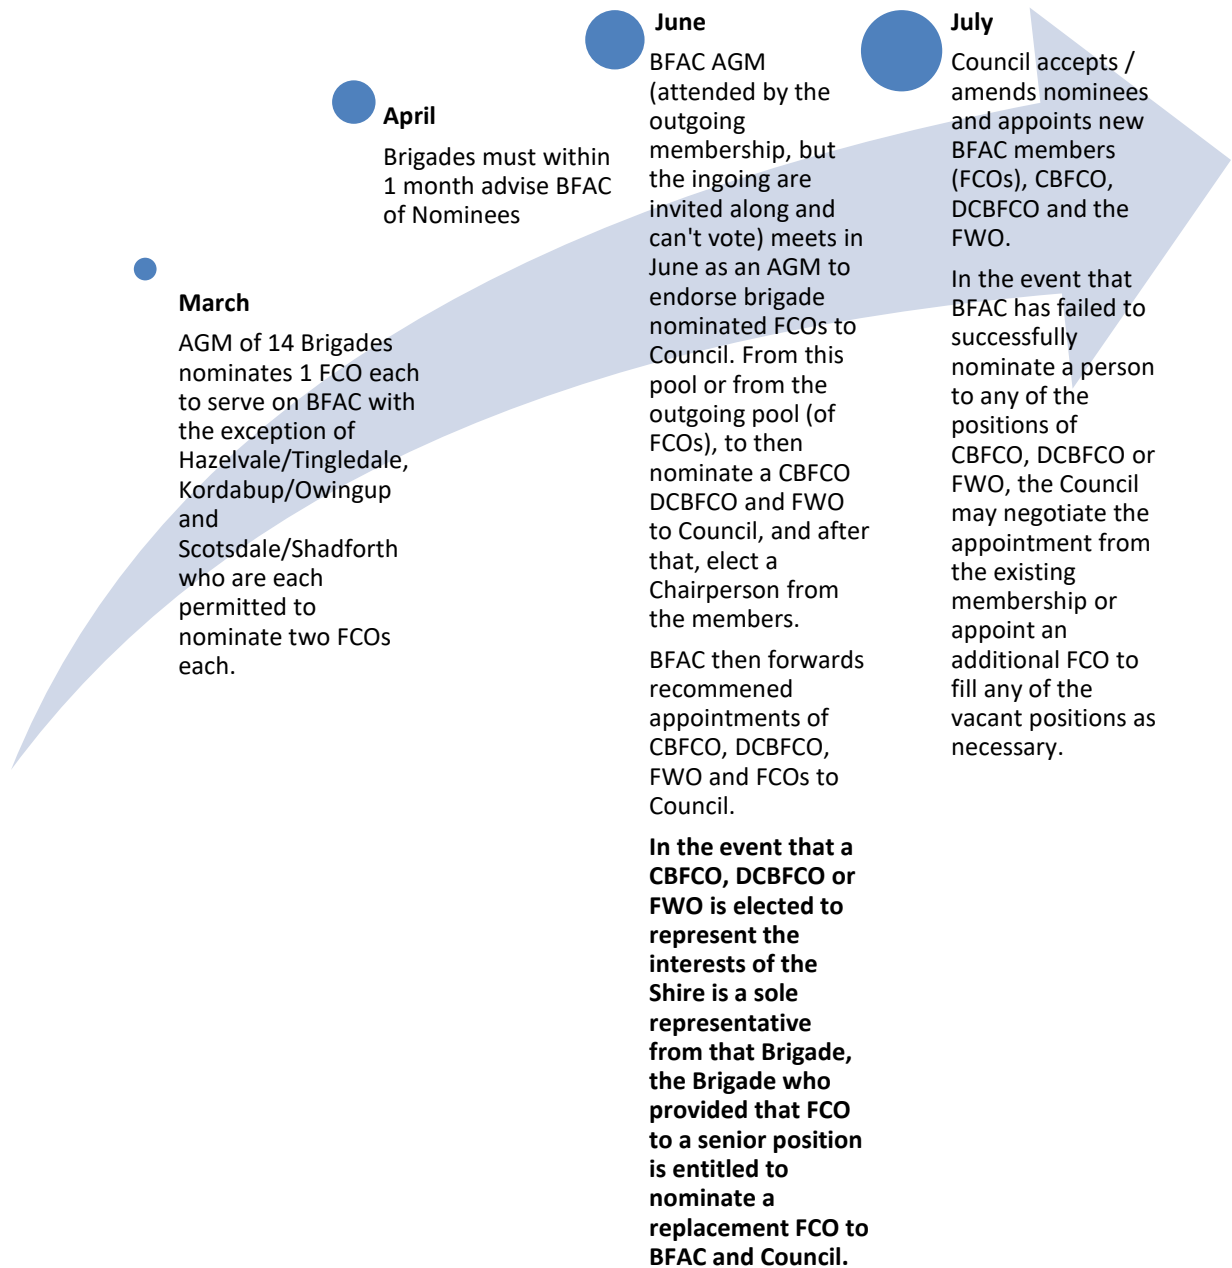 March
AGM of 14 Brigades
nominates 1 FCO each
to serve on BFAC with
the exception of
Hazelvale/Tingledale,
Kordabup/Owingup
and
Scotsdale/Shadforth
who are each
permitted to
nominate two FCOs
each.
April
Brigades must within
1 month advise BFAC
of Nominees
June
BFAC AGM
(attended by the
outgoing
membership, but
the ingoing are
invited along and
can't vote) meets in
June as an AGM to
endorse brigade
nominated FCOs to
Council. From this
pool or from the
outgoing pool (of
FCOs), to then
nominate a CBFCO
DCBFCO and FWO
to Council, and after
that, elect a
Chairperson from
the members.
BFAC then forwards
recommened
appointments of
CBFCO, DCBFCO,
FWO and FCOs to
Council.
In the event that a
CBFCO, DCBFCO or
FWO is elected to
represent the
interests of the
Shire is a sole
representative
from that Brigade,
the Brigade who
provided that FCO
to a senior position
is entitled to
nominate a
replacement FCO to
BFAC and Council.
July
Council accepts /
amends nominees
and appoints new
BFAC members
(FCOs), CBFCO,
DCBFCO and the
FWO.
In the event that
BFAC has failed to
successfully
nominate a person
to any of the
positions of
CBFCO, DCBFCO or
FWO, the Council
may negotiate the
appointment from
the existing
membership or
appoint an
additional FCO to
fill any of the
vacant positions as
necessary.